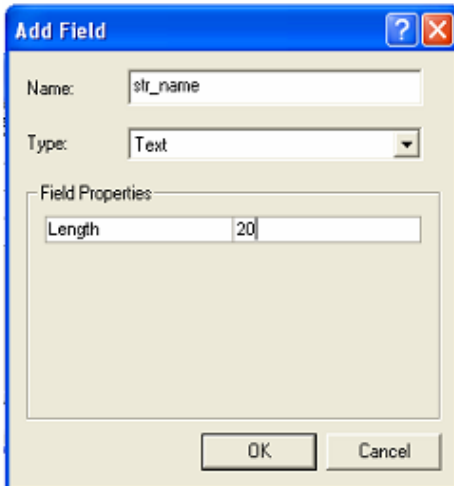 Add Field
?
Name: str_name
Type: Text
Field Properties
Length 20
OK Cancel